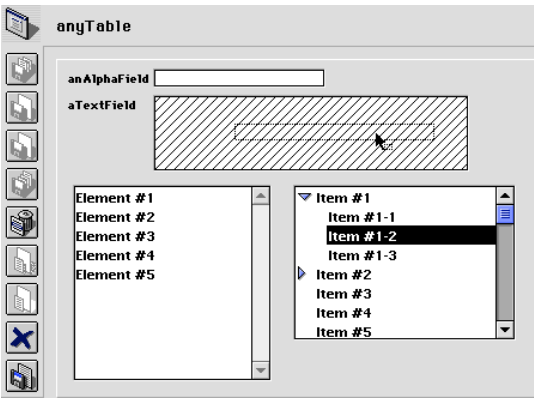 anyTable
anAlphaField
aTextField
Element #1
Element #2
Element #3
Element #4
Element #5
Item #1
Item #1-1
Item #1-2
Item #1-3
Item #2
Item #3
Item #4
Item #5